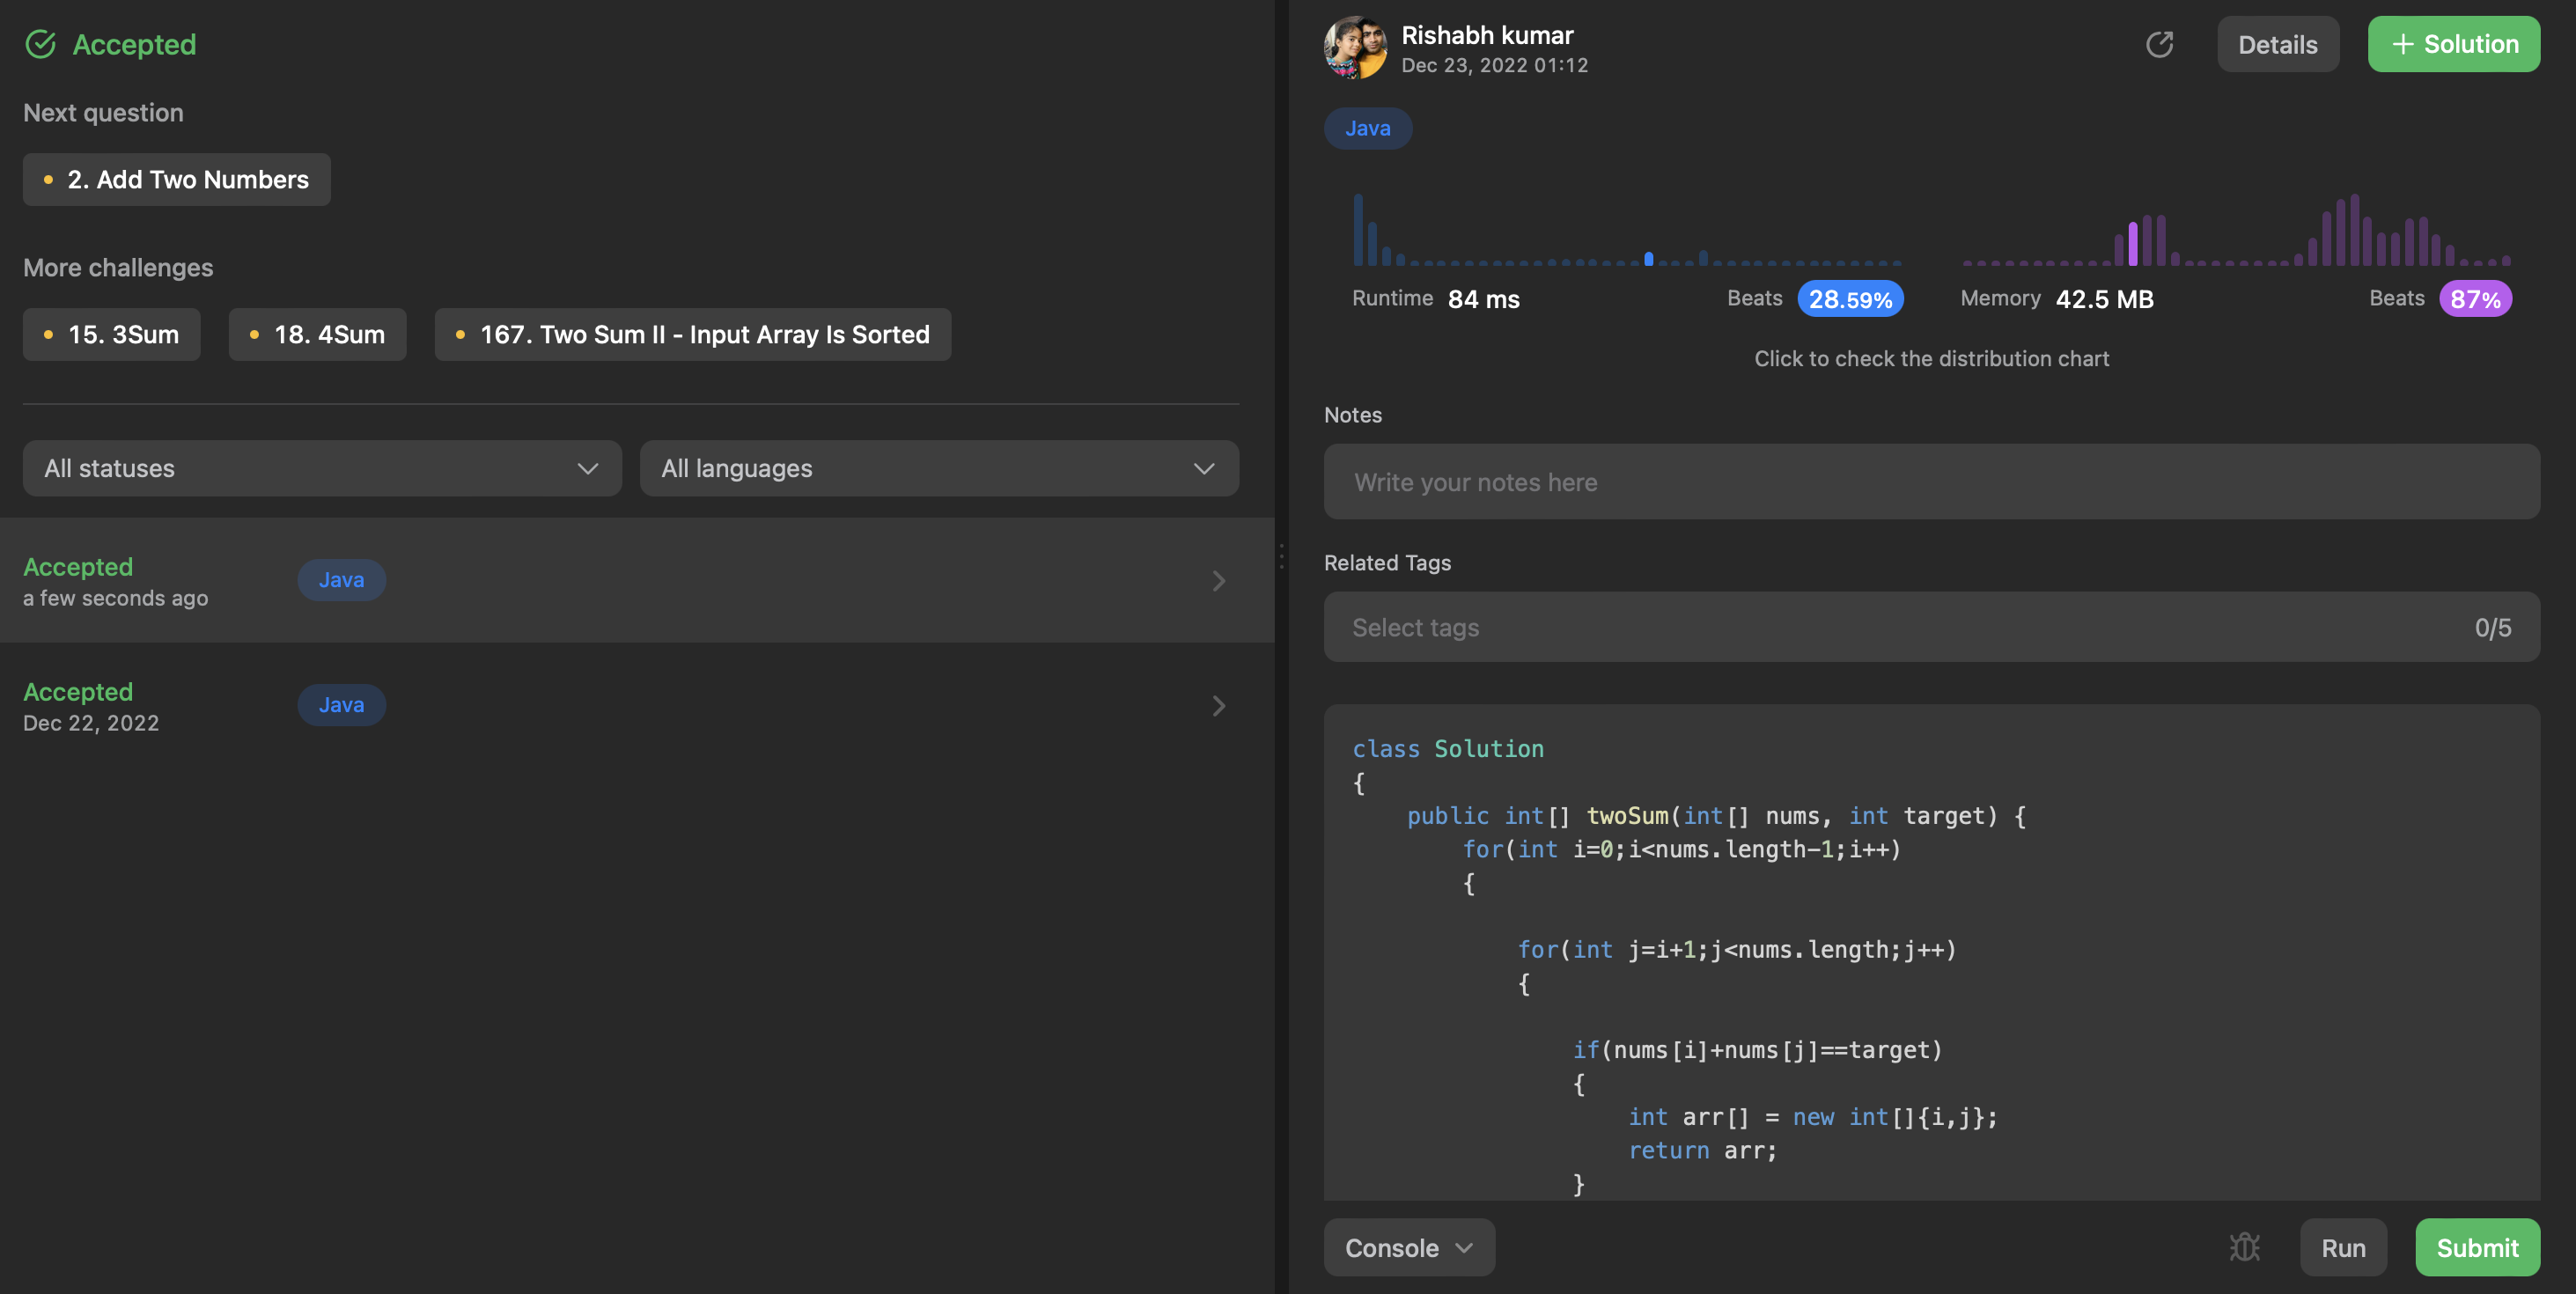 Accepted
Next question
2. Add Two Numbers
More challenges
15. 3Sum
18. 4Sum
167. Two Sum II - Input Array Is Sorted
All statuses
All languages
Accepted
a few seconds ago
Java
Accepted
Dec 22, 2022
Java
Rishabh kumar
Dec 23, 2022 01:12
Details
+ Solution
Java
Runtime 84 ms
Beats 28.59%
Memory 42.5 MB
Beats 87%
Click to check the distribution chart
Notes
Write your notes here
Related Tags
Select tags
0/5
class Solution
{
    public int[] twoSum(int[] nums, int target) {
        for(int i=0;i<nums.length-1;i++)
        {
            for(int j=i+1;j<nums.length;j++)
            {
                if(nums[i]+nums[j]==target)
                {
                    int arr[] = new int[]{i,j};
                    return arr;
                }
Console
Run
Submit